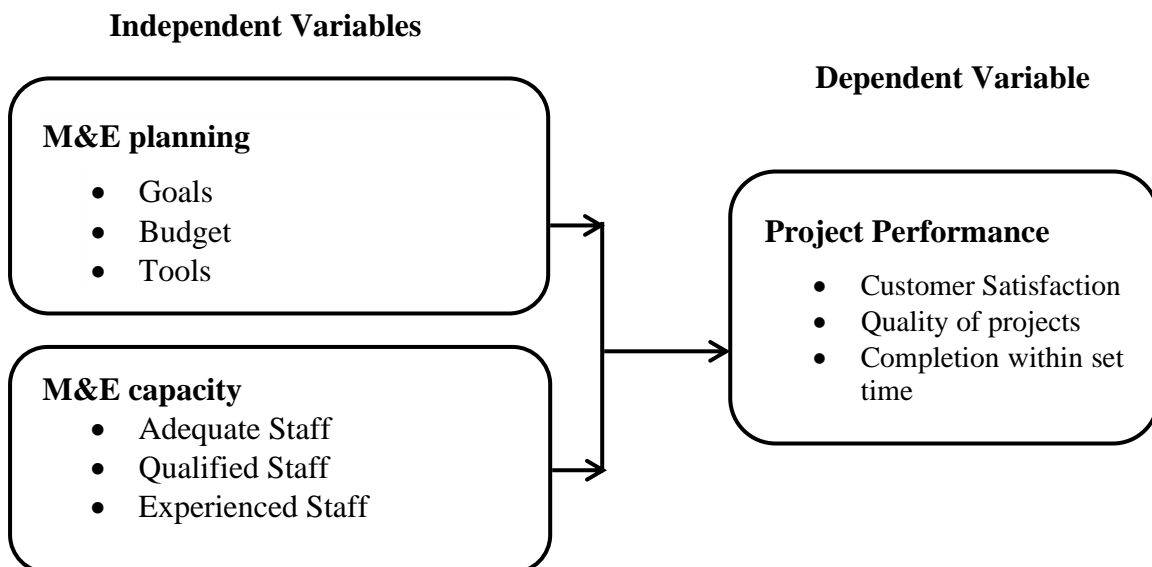 Independent Variables
M&E planning
• Goals
• Budget
• Tools
M&E capacity
• Adequate Staff
• Qualified Staff
• Experienced Staff
Dependent Variable
Project Performance
• Customer Satisfaction
• Quality of projects
• Completion within set
time